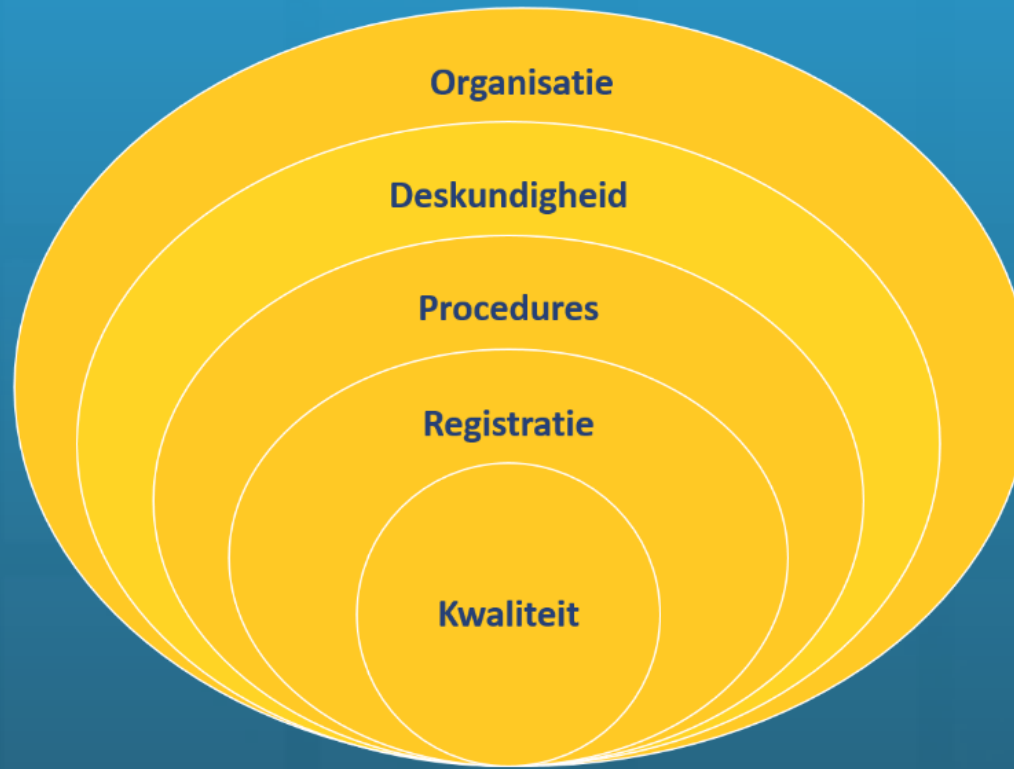 Organisatie
Deskundigheid
Procedures
Registratie
Kwaliteit